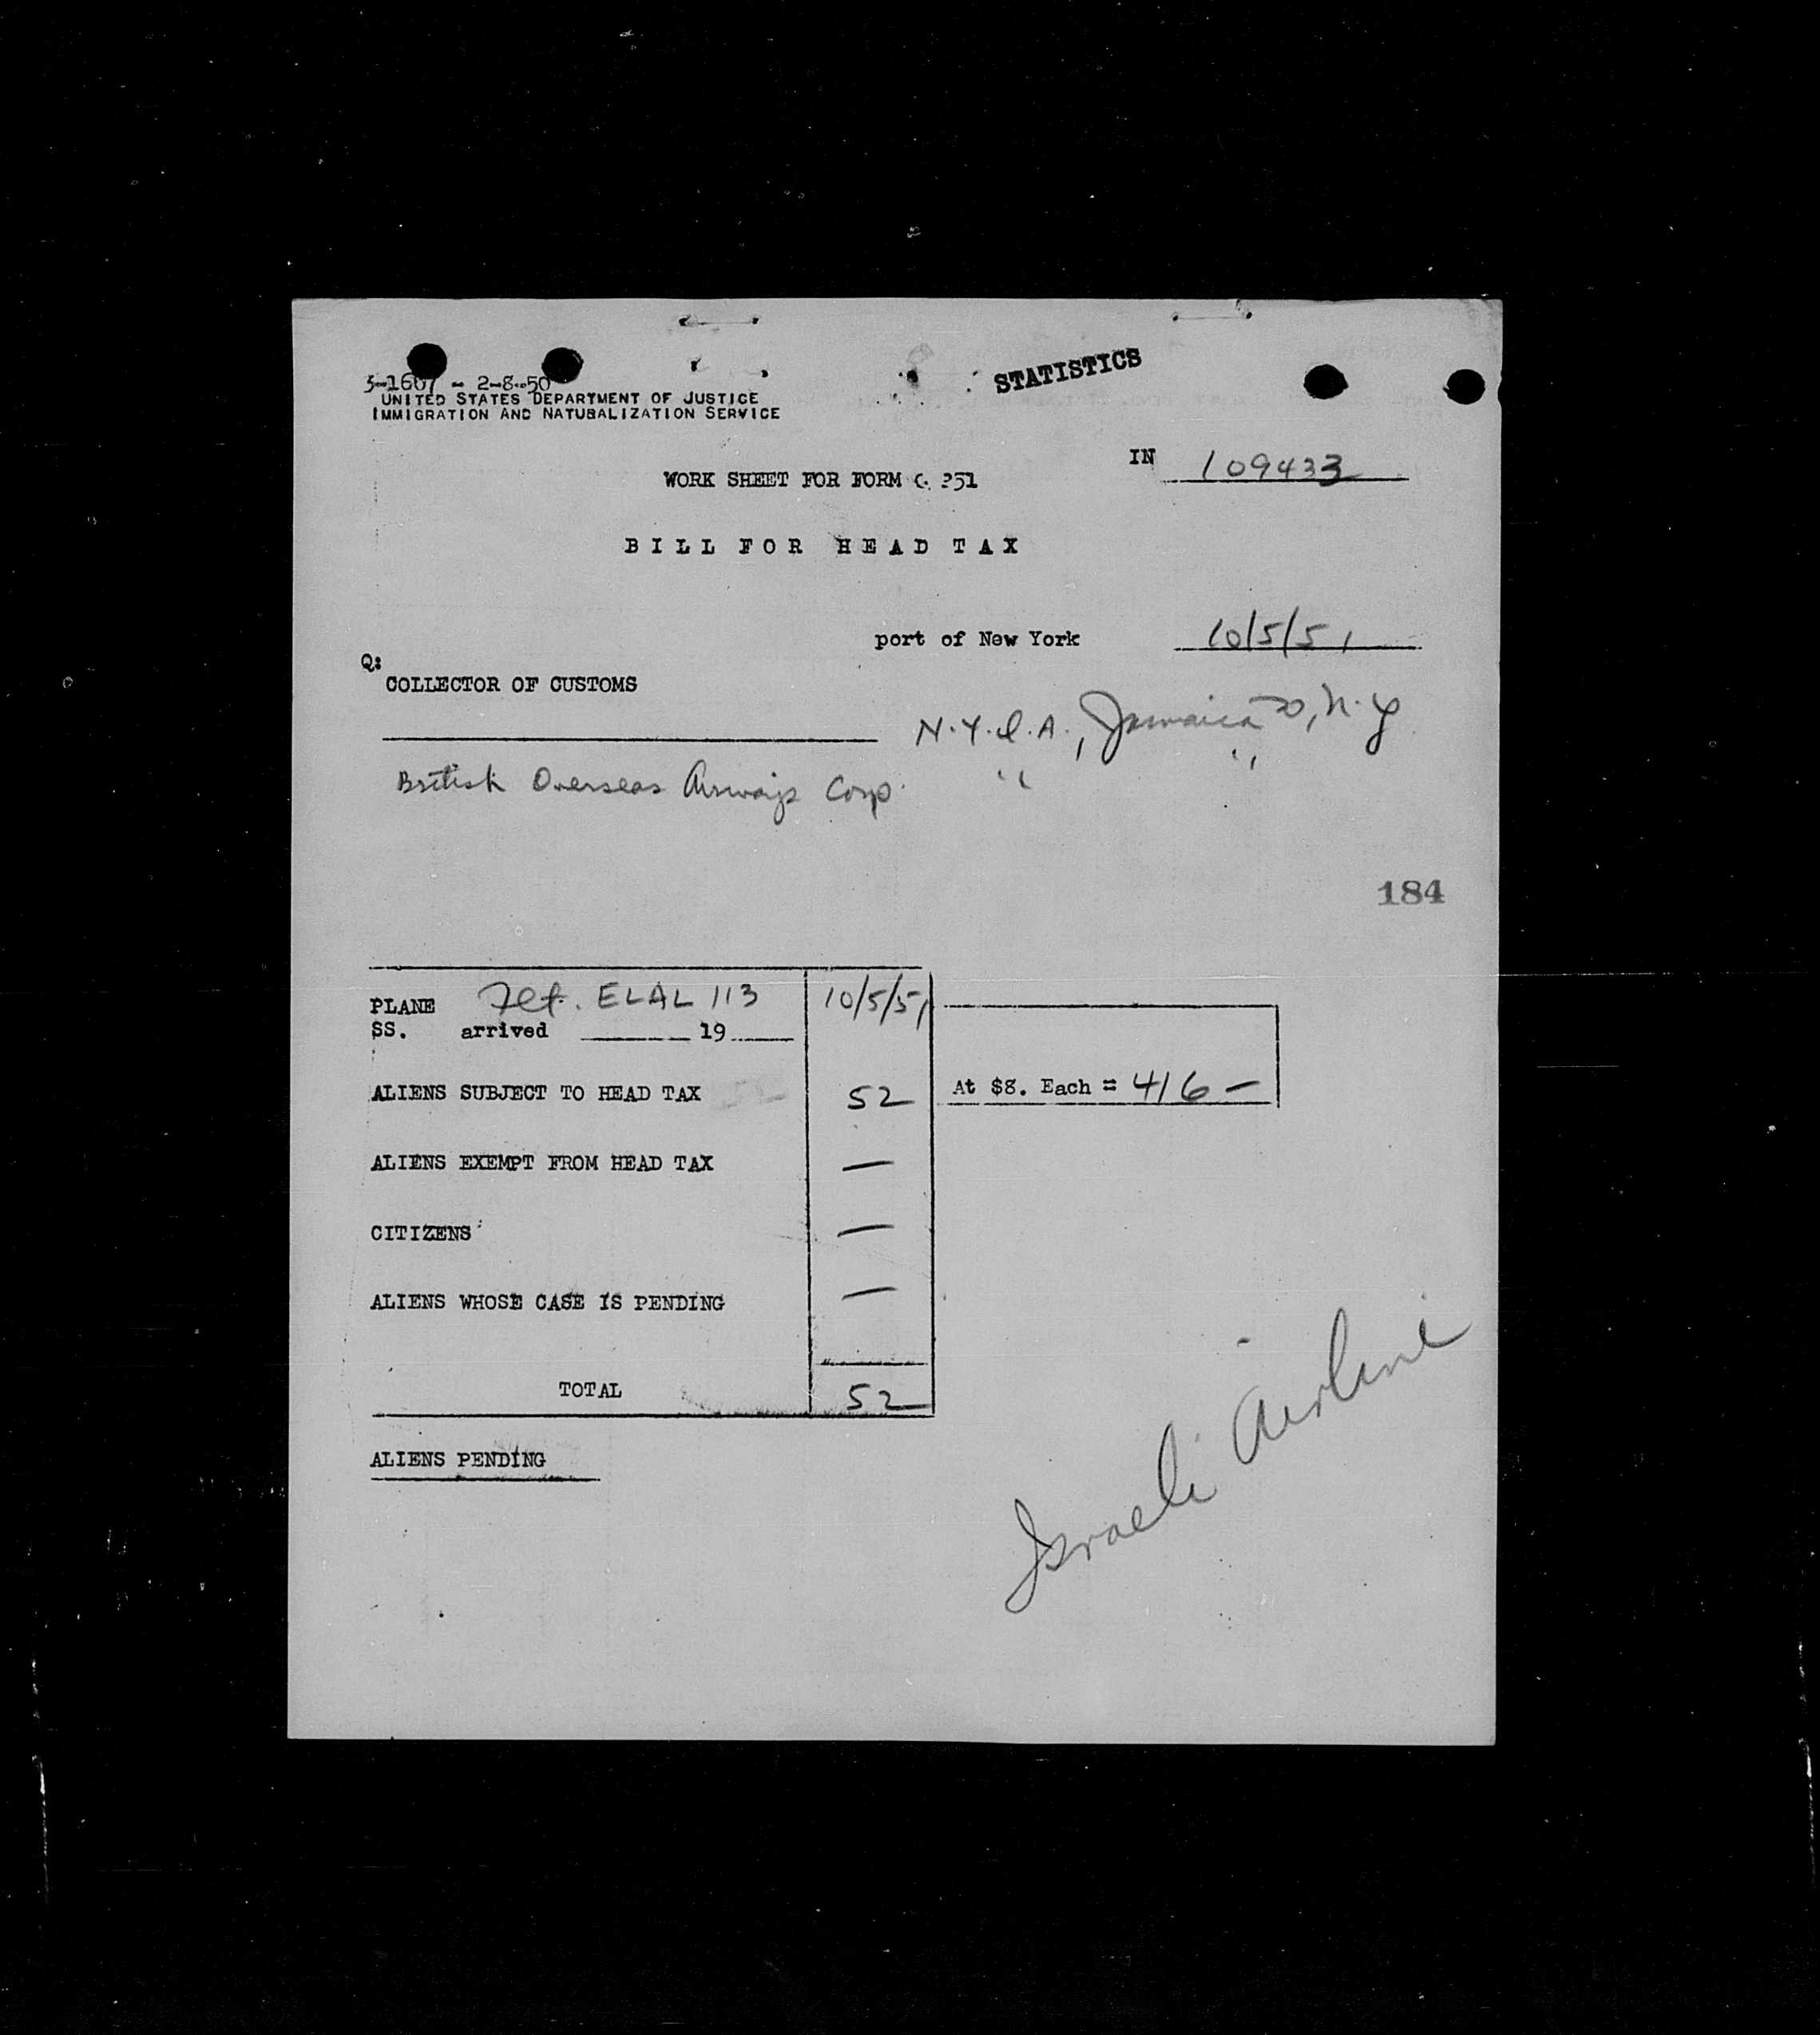 STATISTICS
3-1607 - 2-8-50
UNITED STATES DEPARTMENT OF JUSTICE
IMMIGRATION AND NATURALIZATION SERVICE
IN 109433
WORK SHEET FOR FORM 351
BILL FOR HEAD TAX
port of New York 10/5/51
Q:
COLLECTOR OF CUSTOMS
N.Y.I.A., Jamaica 20, N.Y
British Overseas Airways Corp. " "
184
PLANE ELAL 113 10/5/51
SS. arrived 19
ALIENS SUBJECT TO HEAD TAX 52 At $8. Each = 416 —
ALIENS EXEMPT FROM HEAD TAX —
CITIZENS —
ALIENS WHOSE CASE IS PENDING —
TOTAL 52
ALIENS PENDING
Israeli Airline